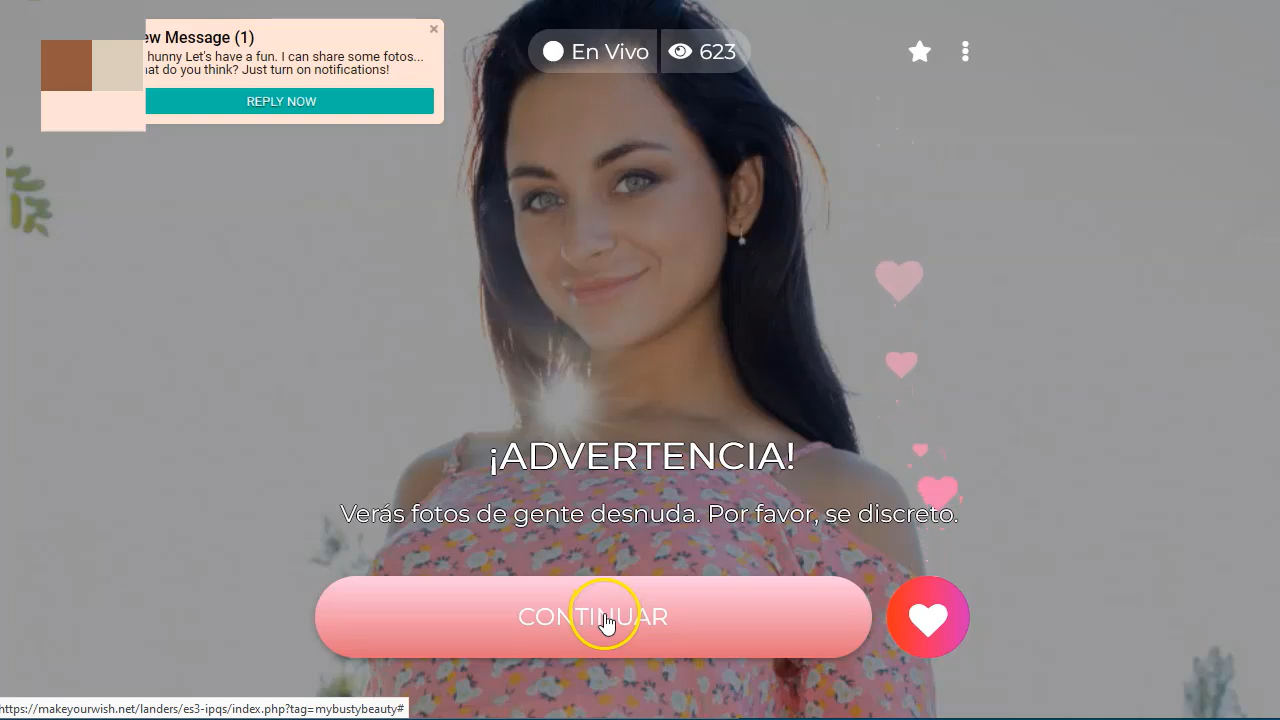 ew Message (1)
hunny Let's have a fun. I can share some fotos...
at do you think? Just turn on notifications!
REPLY NOW
En Vivo
623
¡ADVERTENCIA!
Verás fotos de gente desnuda. Por favor, se discreto.
CONTINUAR
https://makeyourwish.net/landers/es3-ipqs/index.php?tag=mybustybeauty#